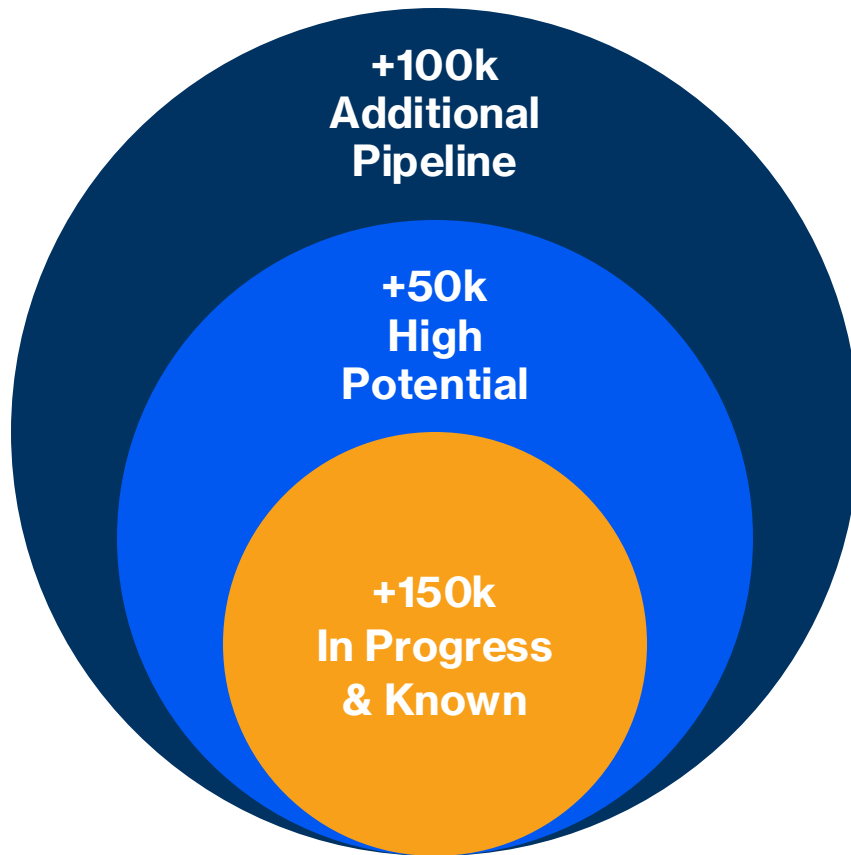 +100k
Additional
Pipeline
+50k
High
Potential
+150k
In Progress
& Known